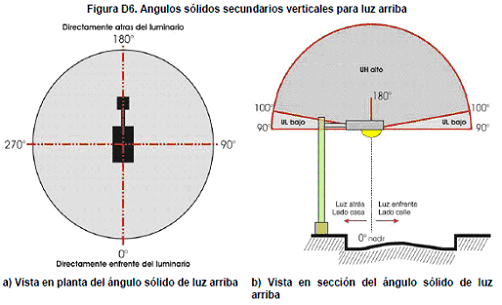 Figura D6. Angulos sólidos secundarios verticales para luz arriba
Directamente atras del luminario
180°
270°
90°
0°
Directamente enfrente del luminario
UH alto
180°
100°
100°
UL bajo
UL bajo
90°
90°
Luz atrás
Lado casa
Luz enfrente
Lado calle
0° nadir
a) Vista en planta del ángulo sólido de luz arriba
b) Vista en sección del ángulo sólido de luz
arriba